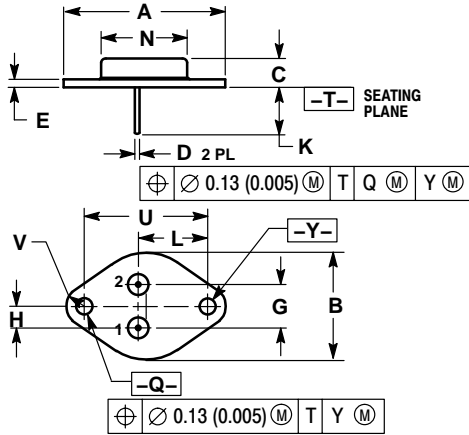 A
N
C
E
–T– SEATING PLANE
K
D 2 PL
⌖ ∅ 0.13 (0.005) Ⓜ T Q Ⓜ Y Ⓜ
U
V
L
–Y–
2
H
G
B
1
–Q–
⌖ ∅ 0.13 (0.005) Ⓜ T Y Ⓜ